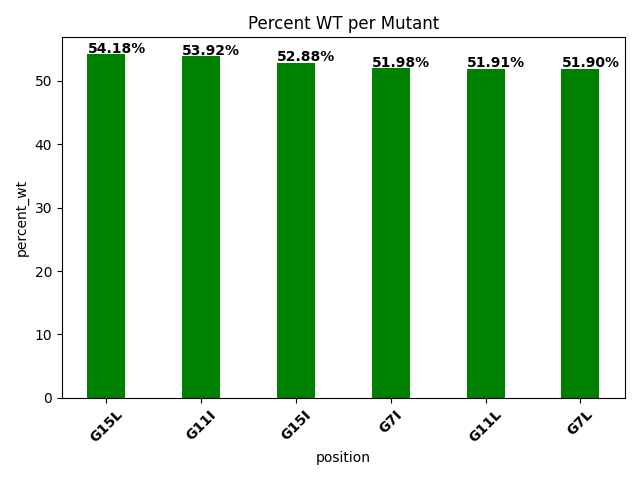 Percent WT per Mutant
54.18%
53.92%
52.88%
51.98%
51.91%
51.90%
percent_wt
50
40
30
20
10
0
G15L
G11I
G15I
G7I
G11L
G7L
position